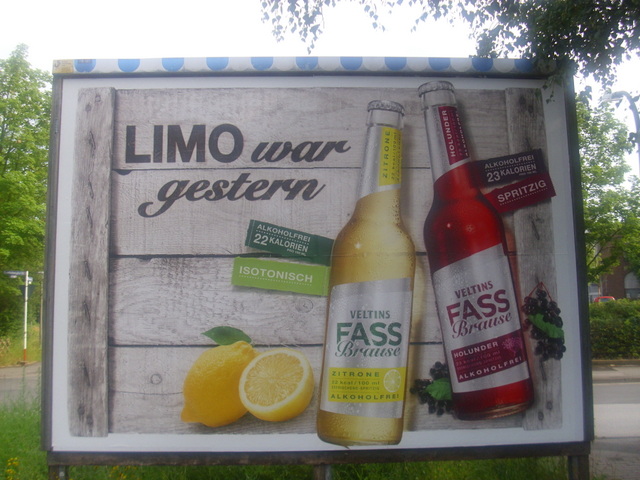 LIMO war
gestern
ALKOHOLFREI
22 KALORIEN
ISOTONISCH
ZITRONE
VELTINS
FASS
Brause
ZITRONE
ALKOHOLFREI
HOLUNDER
ALKOHOLFREI
23 KALORIEN
SPRITZIG
VELTINS
FASS
Brause
HOLUNDER
ALKOHOLFREI